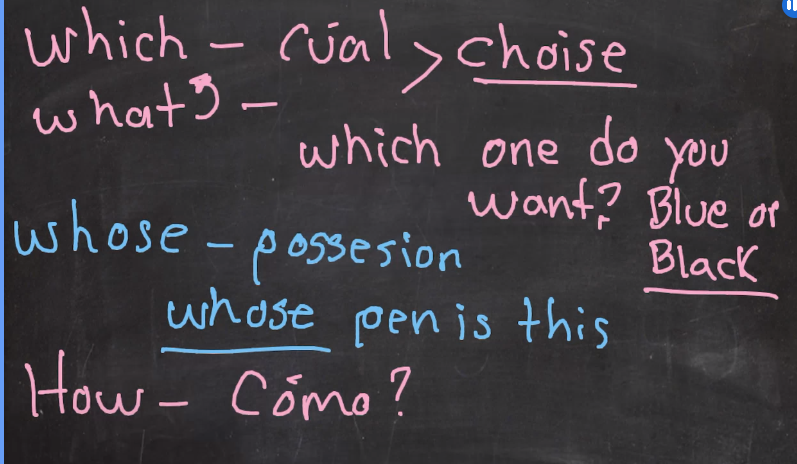 which - cúal > choise
what? -
which one do you
want? Blue or
Black
whose - possesion
whose pen is this
How - Cómo?